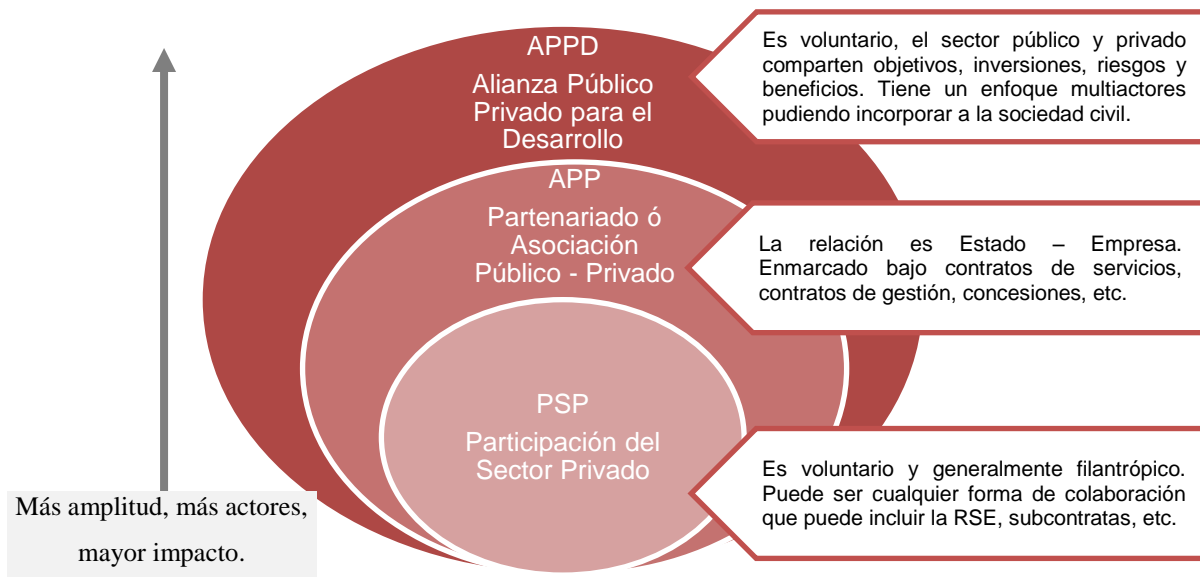 APPD
Alianza Público
Privado para el
Desarrollo
Es voluntario, el sector público y privado
comparten objetivos, inversiones, riesgos y
beneficios. Tiene un enfoque multiactores
pudiendo incorporar a la sociedad civil.
APP
Partenariado ó
Asociación
Público - Privado
La relación es Estado – Empresa.
Enmarcado bajo contratos de servicios,
contratos de gestión, concesiones, etc.
PSP
Participación del
Sector Privado
Es voluntario y generalmente filantrópico.
Puede ser cualquier forma de colaboración
que puede incluir la RSE, subcontratas, etc.
Más amplitud, más actores,
mayor impacto.